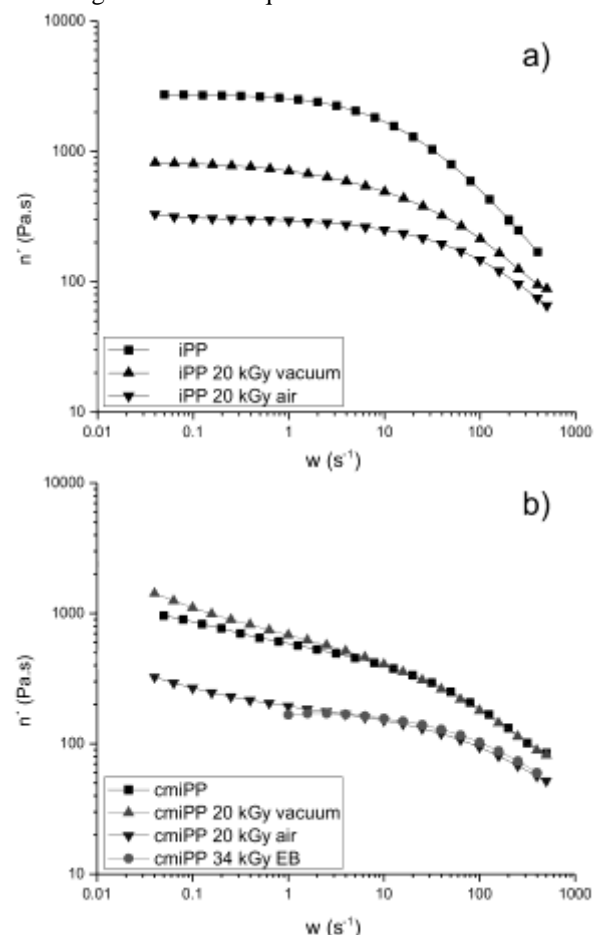 a)
10000
1000
100
10
n´ (Pa.s)
iPP
iPP 20 kGy vacuum
iPP 20 kGy air
0.01 0.1 1 10 100 1000
w (s⁻¹)
b)
10000
1000
100
10
n´ (Pa.s)
cmiPP
cmiPP 20 kGy vacuum
cmiPP 20 kGy air
cmiPP 34 kGy EB
0.01 0.1 1 10 100 1000
w (s⁻¹)